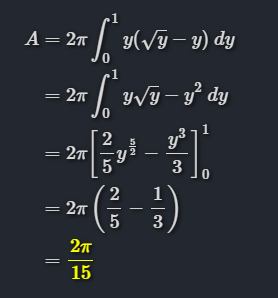 A = 2π ∫₀¹ y(√y − y) dy
= 2π ∫₀¹ y√y − y² dy
= 2π [2/5 y^(5/2) − y³/3]₀¹
= 2π (2/5 − 1/3)
= 2π/15